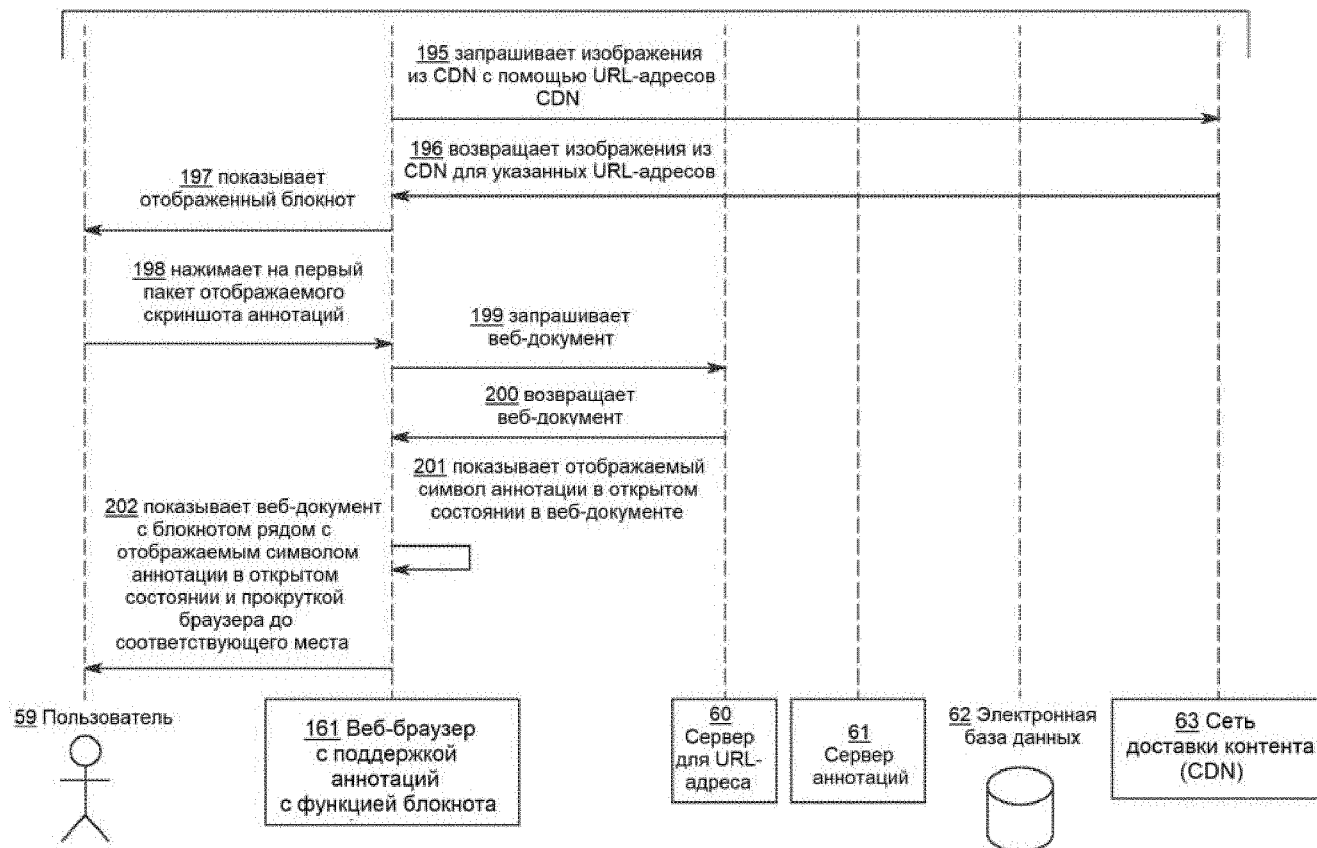 195 запрашивает изображения
из CDN с помощью URL-адресов
CDN
196 возвращает изображения из
CDN для указанных URL-адресов
197 показывает
отображенный блокнот
198 нажимает на первый
пакет отображаемого
скриншота аннотаций
199 запрашивает
веб-документ
200 возвращает
веб-документ
201 показывает отображаемый
символ аннотации в открытом
состоянии в веб-документе
202 показывает веб-документ
с блокнотом рядом с
отображаемым символом
аннотации в открытом
состоянии и прокруткой
браузера до
соответствующего места
59 Пользователь
161 Веб-браузер
с поддержкой
аннотаций
с функцией блокнота
60
Сервер
для URL-
адреса
61
Сервер
аннотаций
62 Электронная
база данных
63 Сеть
доставки контента
(CDN)